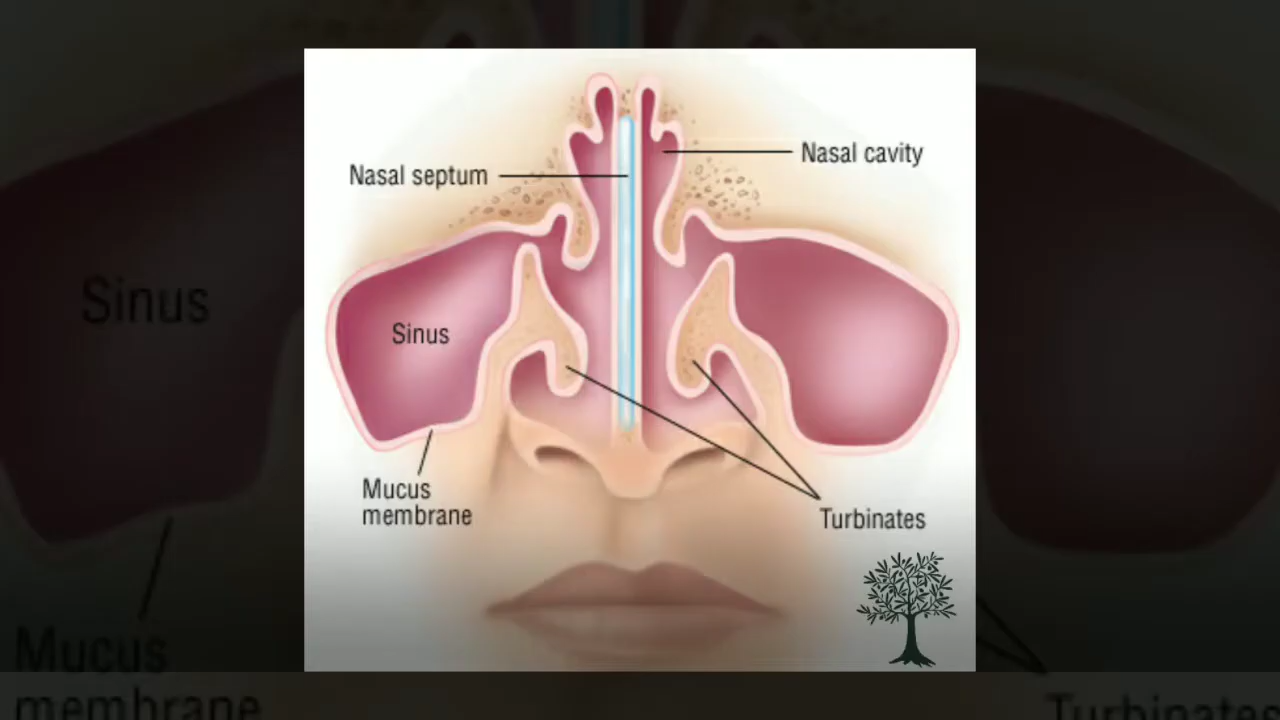 Nasal cavity
Nasal septum
Sinus
Sinus
Mucus
membrane
Turbinates
Mucus
membrane
Turbinates